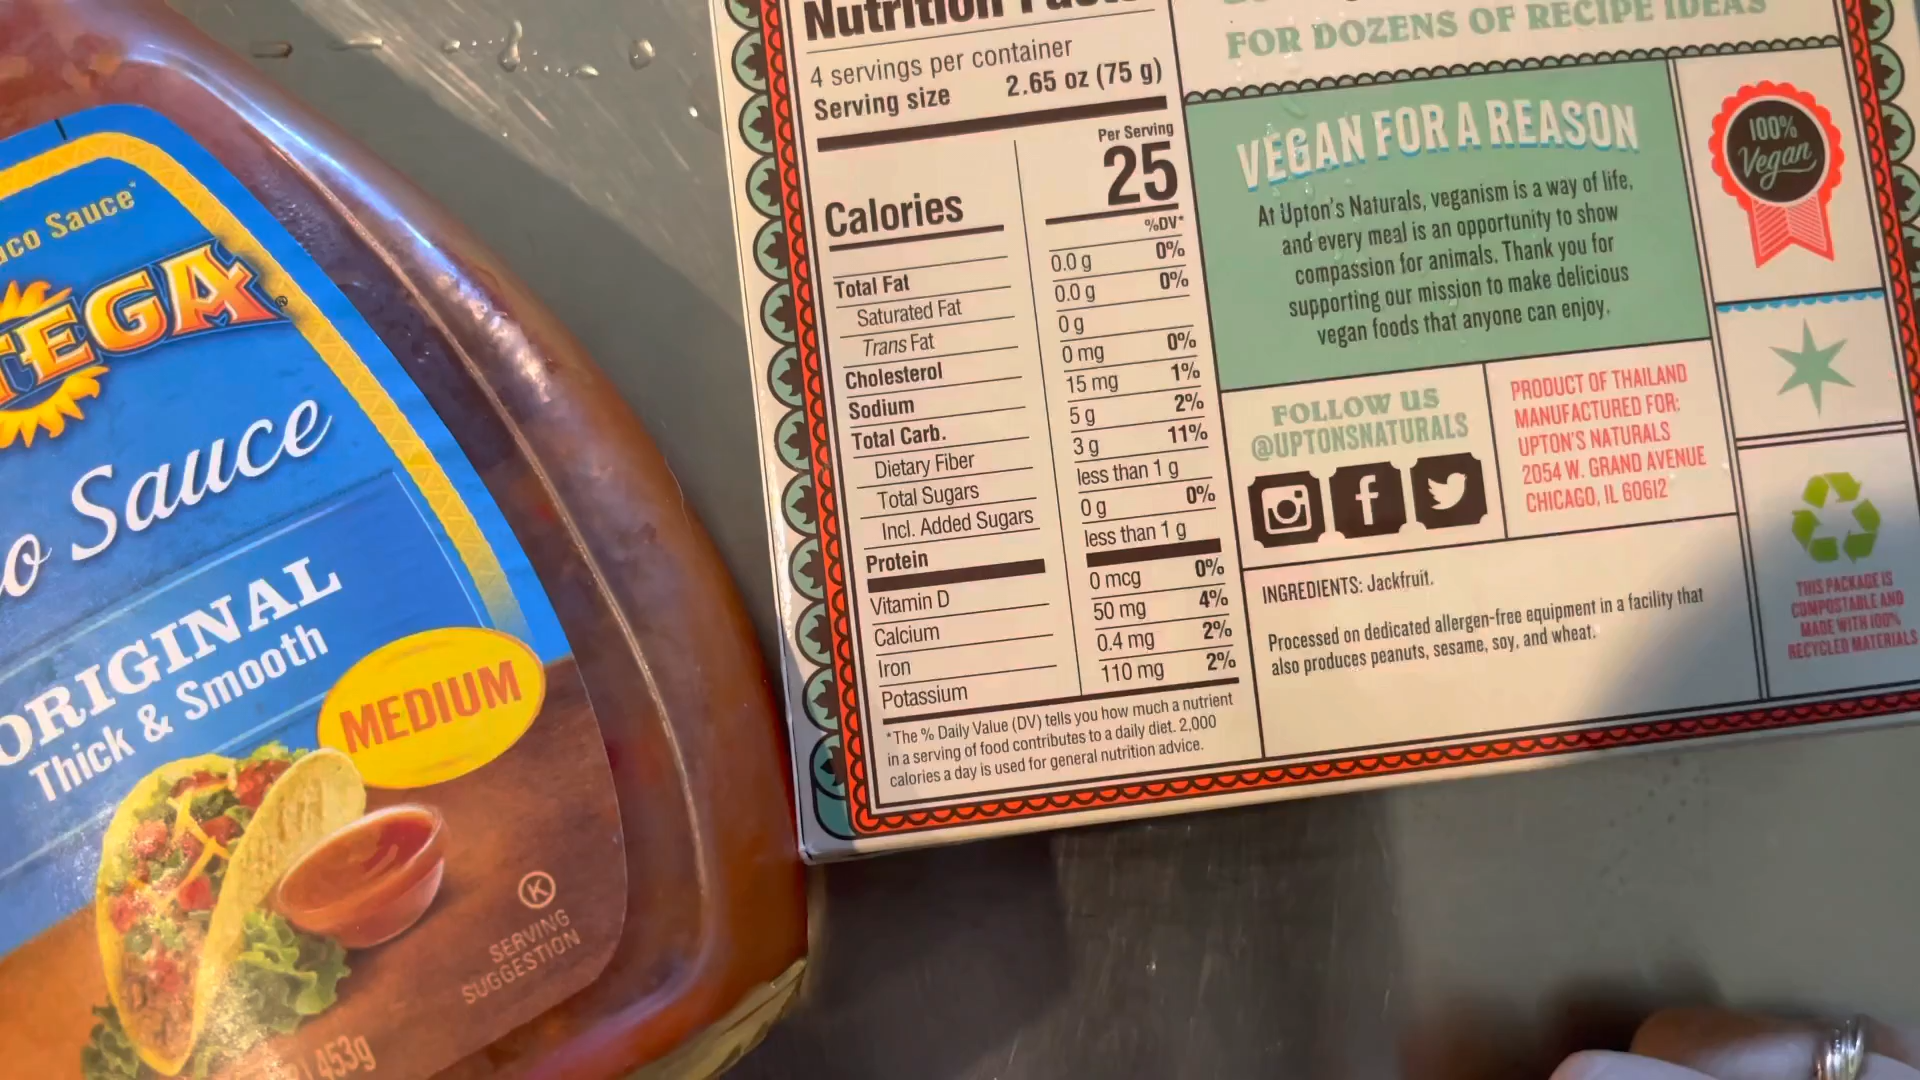 aco Sauce*
TEGA®
o Sauce
ORIGINAL
Thick & Smooth
MEDIUM
K
SERVING
SUGGESTION
453g
Nutrition
4 servings per container
Serving size 2.65 oz (75 g)
Per Serving
Calories 25
%DV*
Total Fat 0.0 g 0%
Saturated Fat 0.0 g 0%
Trans Fat 0 g
Cholesterol 0 mg 0%
Sodium 15 mg 1%
Total Carb. 5 g 2%
Dietary Fiber 3 g 11%
Total Sugars less than 1 g
Incl. Added Sugars 0 g 0%
Protein less than 1 g
Vitamin D 0 mcg 0%
Calcium 50 mg 4%
Iron 0.4 mg 2%
Potassium 110 mg 2%
*The % Daily Value (DV) tells you how much a nutrient
in a serving of food contributes to a daily diet. 2,000
calories a day is used for general nutrition advice.
FOR DOZENS OF RECIPE IDEAS
VEGAN FOR A REASON
At Upton's Naturals, veganism is a way of life,
and every meal is an opportunity to show
compassion for animals. Thank you for
supporting our mission to make delicious
vegan foods that anyone can enjoy.
100%
Vegan
FOLLOW US
@UPTONSNATURALS
PRODUCT OF THAILAND
MANUFACTURED FOR:
UPTON'S NATURALS
2054 W. GRAND AVENUE
CHICAGO, IL 60612
INGREDIENTS: Jackfruit.
Processed on dedicated allergen-free equipment in a facility that
also produces peanuts, sesame, soy, and wheat.
THIS PACKAGE IS
COMPOSTABLE AND
MADE WITH 100%
RECYCLED MATERIALS